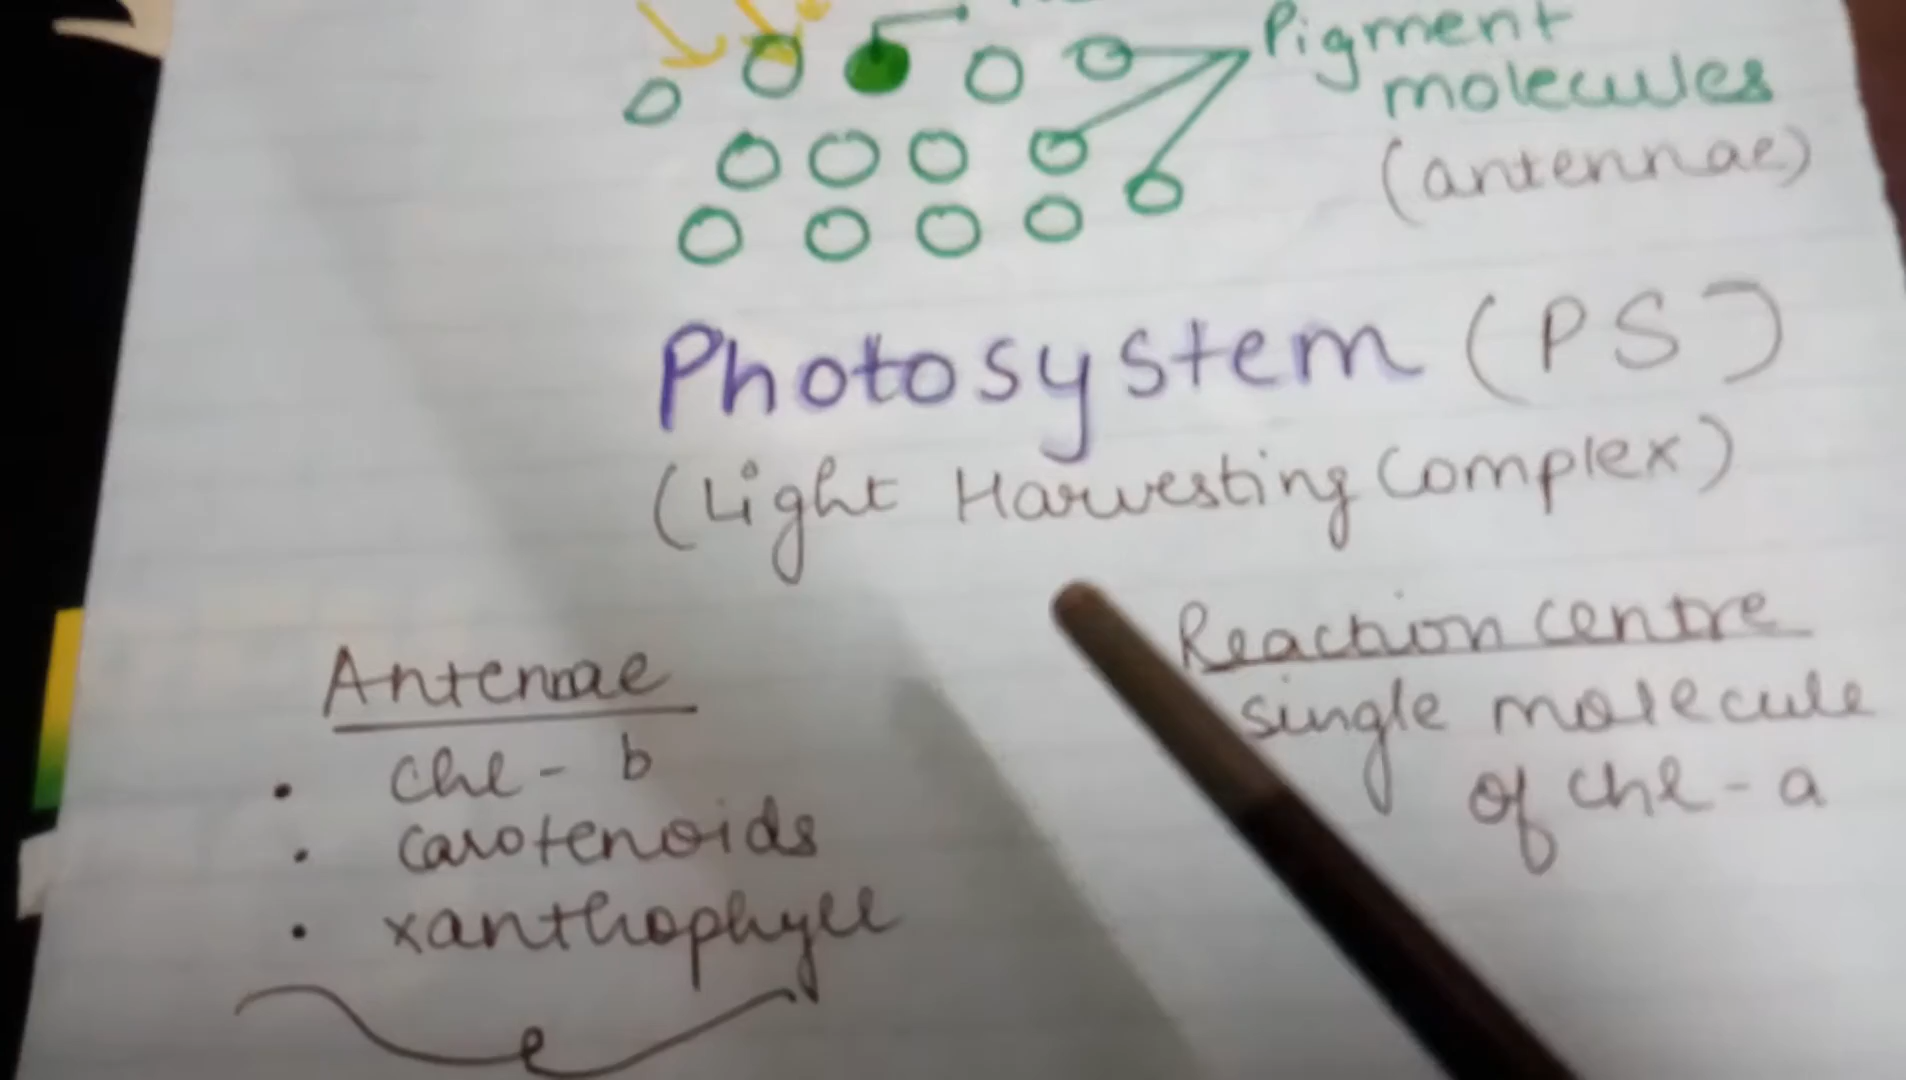 Pigment
molecules
(antennae)
Photosystem (PS)
(Light Harvesting Complex)
Antennae
• chl - b
• carotenoids
• xanthophyll
Reaction centre
single molecule
of chl - a